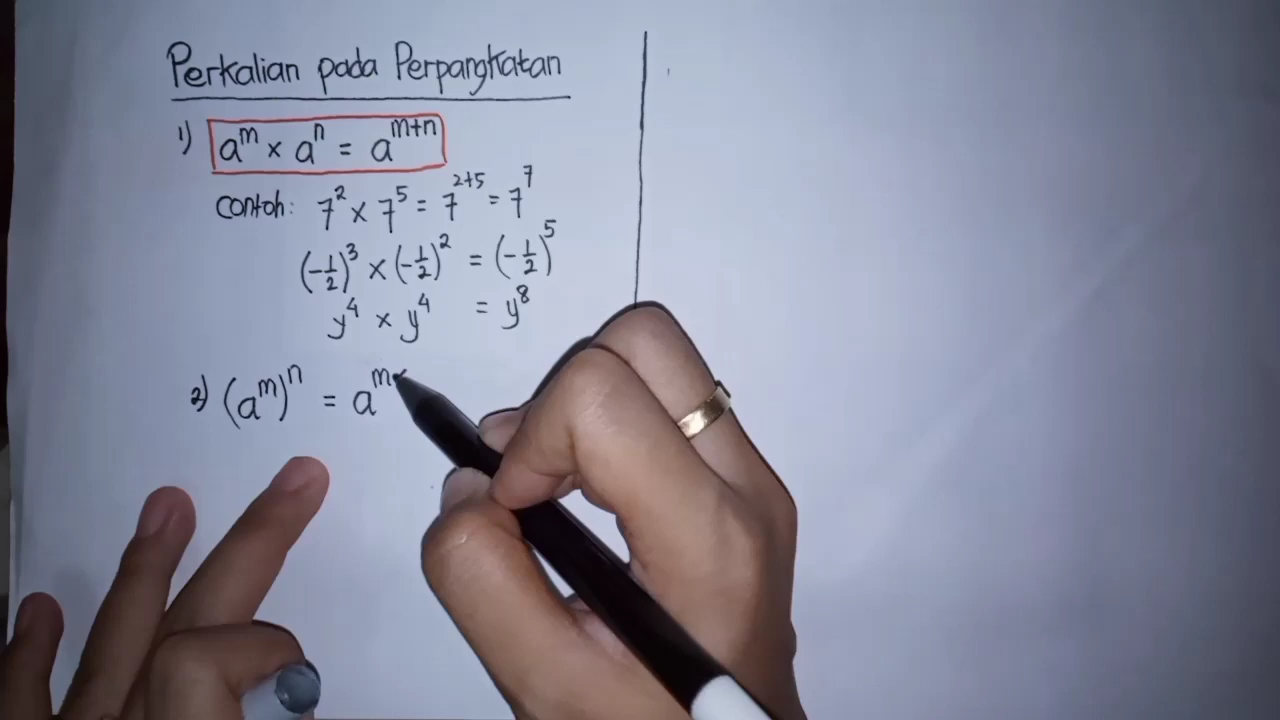 Perkalian pada Perpangkatan
1) a^m × a^n = a^{m+n}
contoh: 7^2 × 7^5 = 7^{2+5} = 7^7
(-1/2)^3 × (-1/2)^2 = (-1/2)^5
y^4 × y^4 = y^8
2) (a^m)^n = a^m